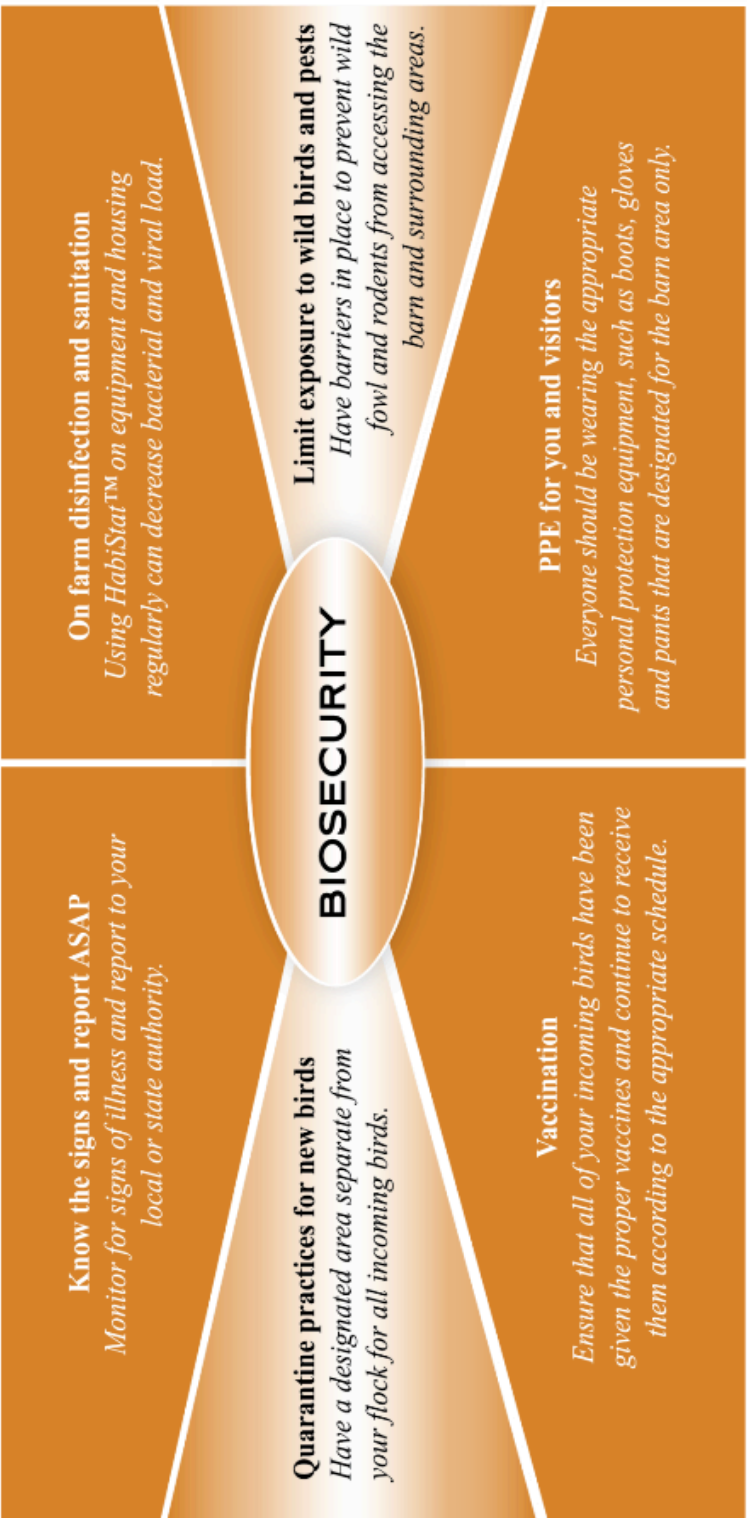 Know the signs and report ASAP
Monitor for signs of illness and report to your
local or state authority.
On farm disinfection and sanitation
Using HabiStat™ on equipment and housing
regularly can decrease bacterial and viral load.
Quarantine practices for new birds
Have a designated area separate from
your flock for all incoming birds.
BIOSECURITY
Limit exposure to wild birds and pests
Have barriers in place to prevent wild
fowl and rodents from accessing the
barn and surrounding areas.
Vaccination
Ensure that all of your incoming birds have been
given the proper vaccines and continue to receive
them according to the appropriate schedule.
PPE for you and visitors
Everyone should be wearing the appropriate
personal protection equipment, such as boots, gloves
and pants that are designated for the barn area only.